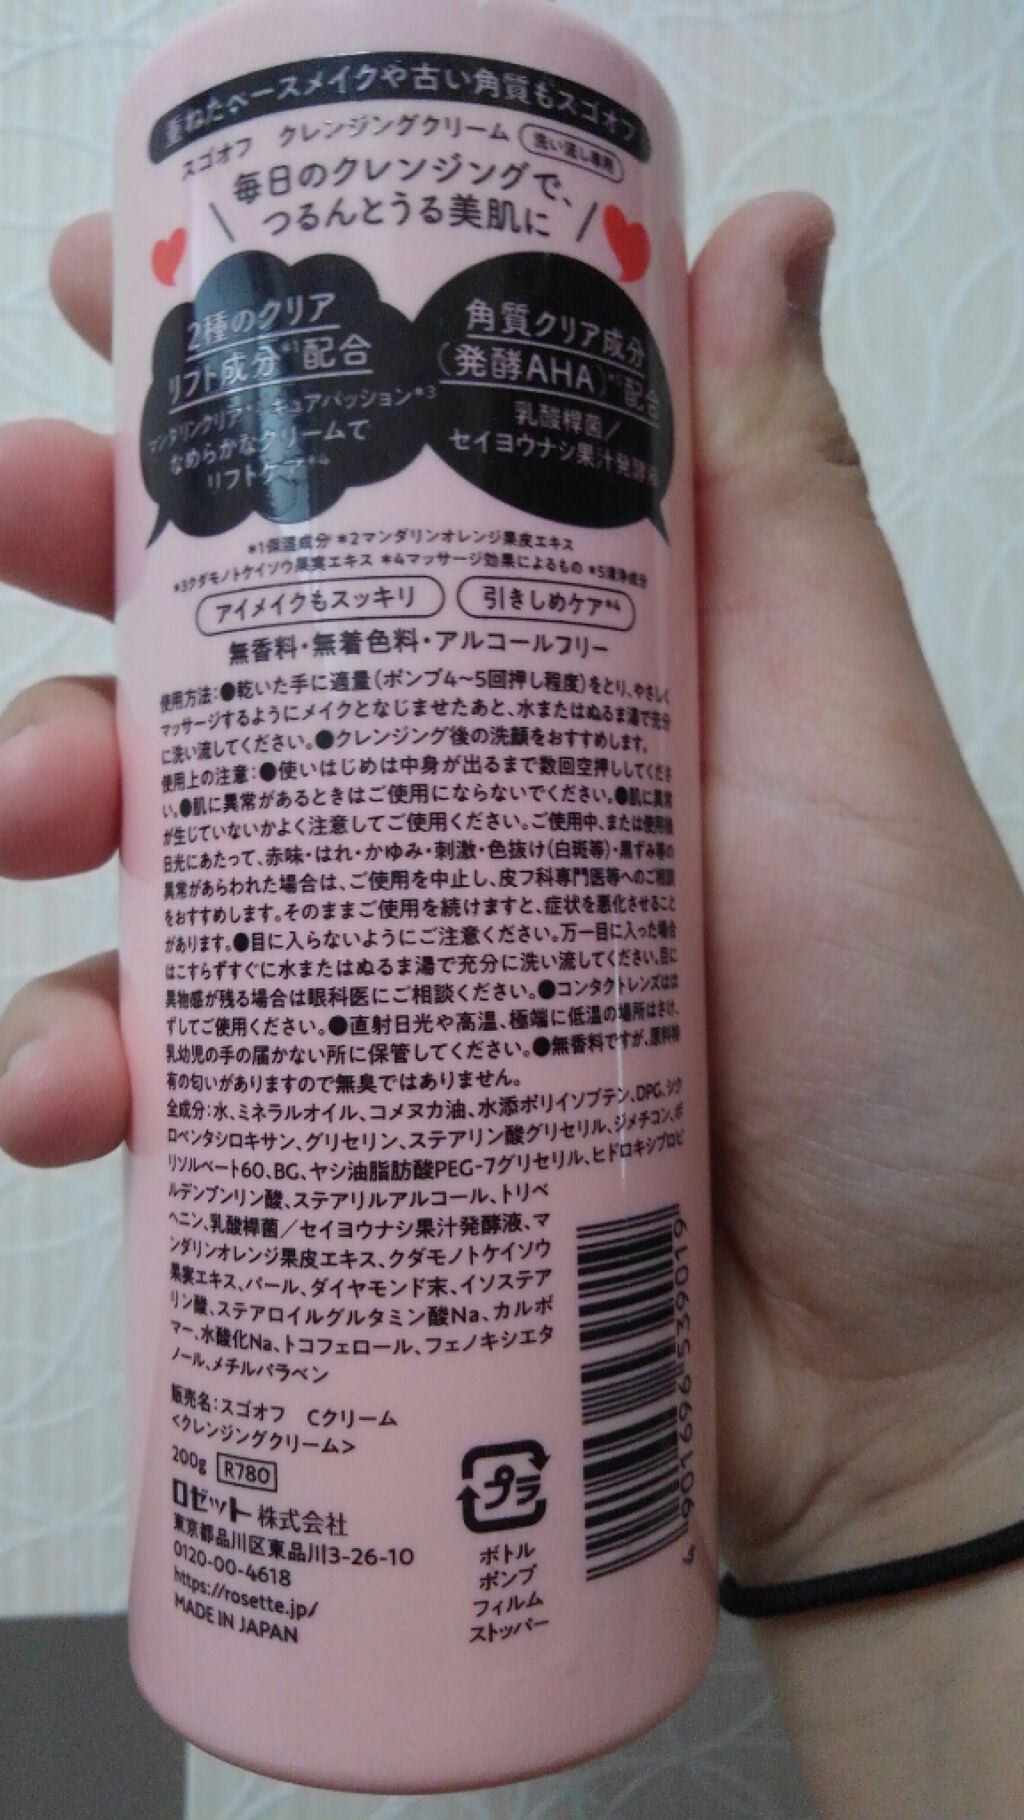 重ねたベースメイクや古い角質もスゴオフ
スゴオフ クレンジングクリーム 洗い流し専用
毎日のクレンジングで、
つるんとうる美肌に
2種のクリア
リフト成分*1配合
マンダリンクリア*2キュアパッション*3
なめらかなクリームで
リフトケア*4
角質クリア成分
(発酵AHA)*5配合
乳酸桿菌/
セイヨウナシ果汁発酵液
*1保湿成分 *2マンダリンオレンジ果皮エキス
*3クダモノトケイソウ果実エキス *4マッサージ効果によるもの *5清浄成分
アイメイクもスッキリ 引きしめケア*4
無香料・無着色料・アルコールフリー
使用方法:●乾いた手に適量(ポンプ4〜5回押し程度)をとり、やさしく
マッサージするようにメイクとなじませたあと、水またはぬるま湯で充分
に洗い流してください。●クレンジング後の洗顔をおすすめします。
使用上の注意:●使いはじめは中身が出るまで数回空押ししてくださ
い。●肌に異常があるときはご使用にならないでください。●肌に異常
が生じていないかよく注意してご使用ください。ご使用中、または使用後
日光にあたって、赤味・はれ・かゆみ・刺激・色抜け(白斑等)・黒ずみ等の
異常があらわれた場合は、ご使用を中止し、皮フ科専門医等へのご相談
をおすすめします。そのままご使用を続けますと、症状を悪化させること
があります。●目に入らないようにご注意ください。万一目に入った場合
はこすらずすぐに水またはぬるま湯で充分に洗い流してください。目に
異物感が残る場合は眼科医にご相談ください。●コンタクトレンズはは
ずしてご使用ください。●直射日光や高温、極端に低温の場所はさけ、
乳幼児の手の届かない所に保管してください。●無香料ですが、原料特
有の匂いがありますので無臭ではありません。
全成分:水、ミネラルオイル、コメヌカ油、水添ポリイソブテン、DPG、シク
ロペンタシロキサン、グリセリン、ステアリン酸グリセリル、ジメチコン、ポ
リソルベート60、BG、ヤシ油脂肪酸PEG-7グリセリル、ヒドロキシプロピ
ルデンプンリン酸、ステアリルアルコール、トリベ
ヘニン、乳酸桿菌/セイヨウナシ果汁発酵液、マ
ンダリンオレンジ果皮エキス、クダモノトケイソウ
果実エキス、パール、ダイヤモンド末、イソステア
リン酸、ステアロイルグルタミン酸Na、カルボ
マー、水酸化Na、トコフェロール、フェノキシエタ
ノール、メチルパラベン
販売名:スゴオフ Cクリーム
<クレンジングクリーム>
200g R780
ロゼット株式会社
東京都品川区東品川3-26-10
0120-00-4618
https://rosette.jp/
MADE IN JAPAN
プラ
ボトル
ポンプ
フィルム
ストッパー
4901696536019